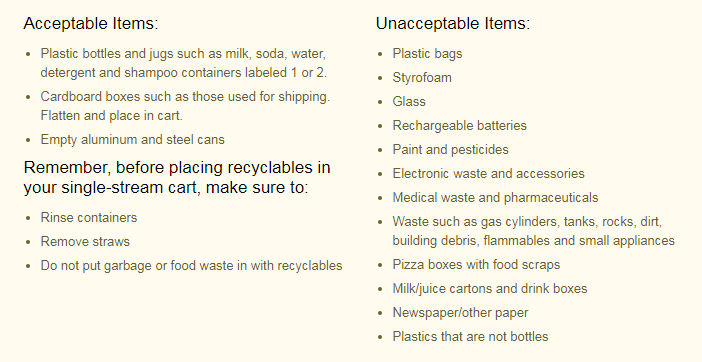 Acceptable Items:
Plastic bottles and jugs such as milk, soda, water,
detergent and shampoo containers labeled 1 or 2.
Cardboard boxes such as those used for shipping.
Flatten and place in cart.
Empty aluminum and steel cans
Remember, before placing recyclables in
your single-stream cart, make sure to:
Rinse containers
Remove straws
Do not put garbage or food waste in with recyclables
Unacceptable Items:
Plastic bags
Styrofoam
Glass
Rechargeable batteries
Paint and pesticides
Electronic waste and accessories
Medical waste and pharmaceuticals
Waste such as gas cylinders, tanks, rocks, dirt,
building debris, flammables and small appliances
Pizza boxes with food scraps
Milk/juice cartons and drink boxes
Newspaper/other paper
Plastics that are not bottles